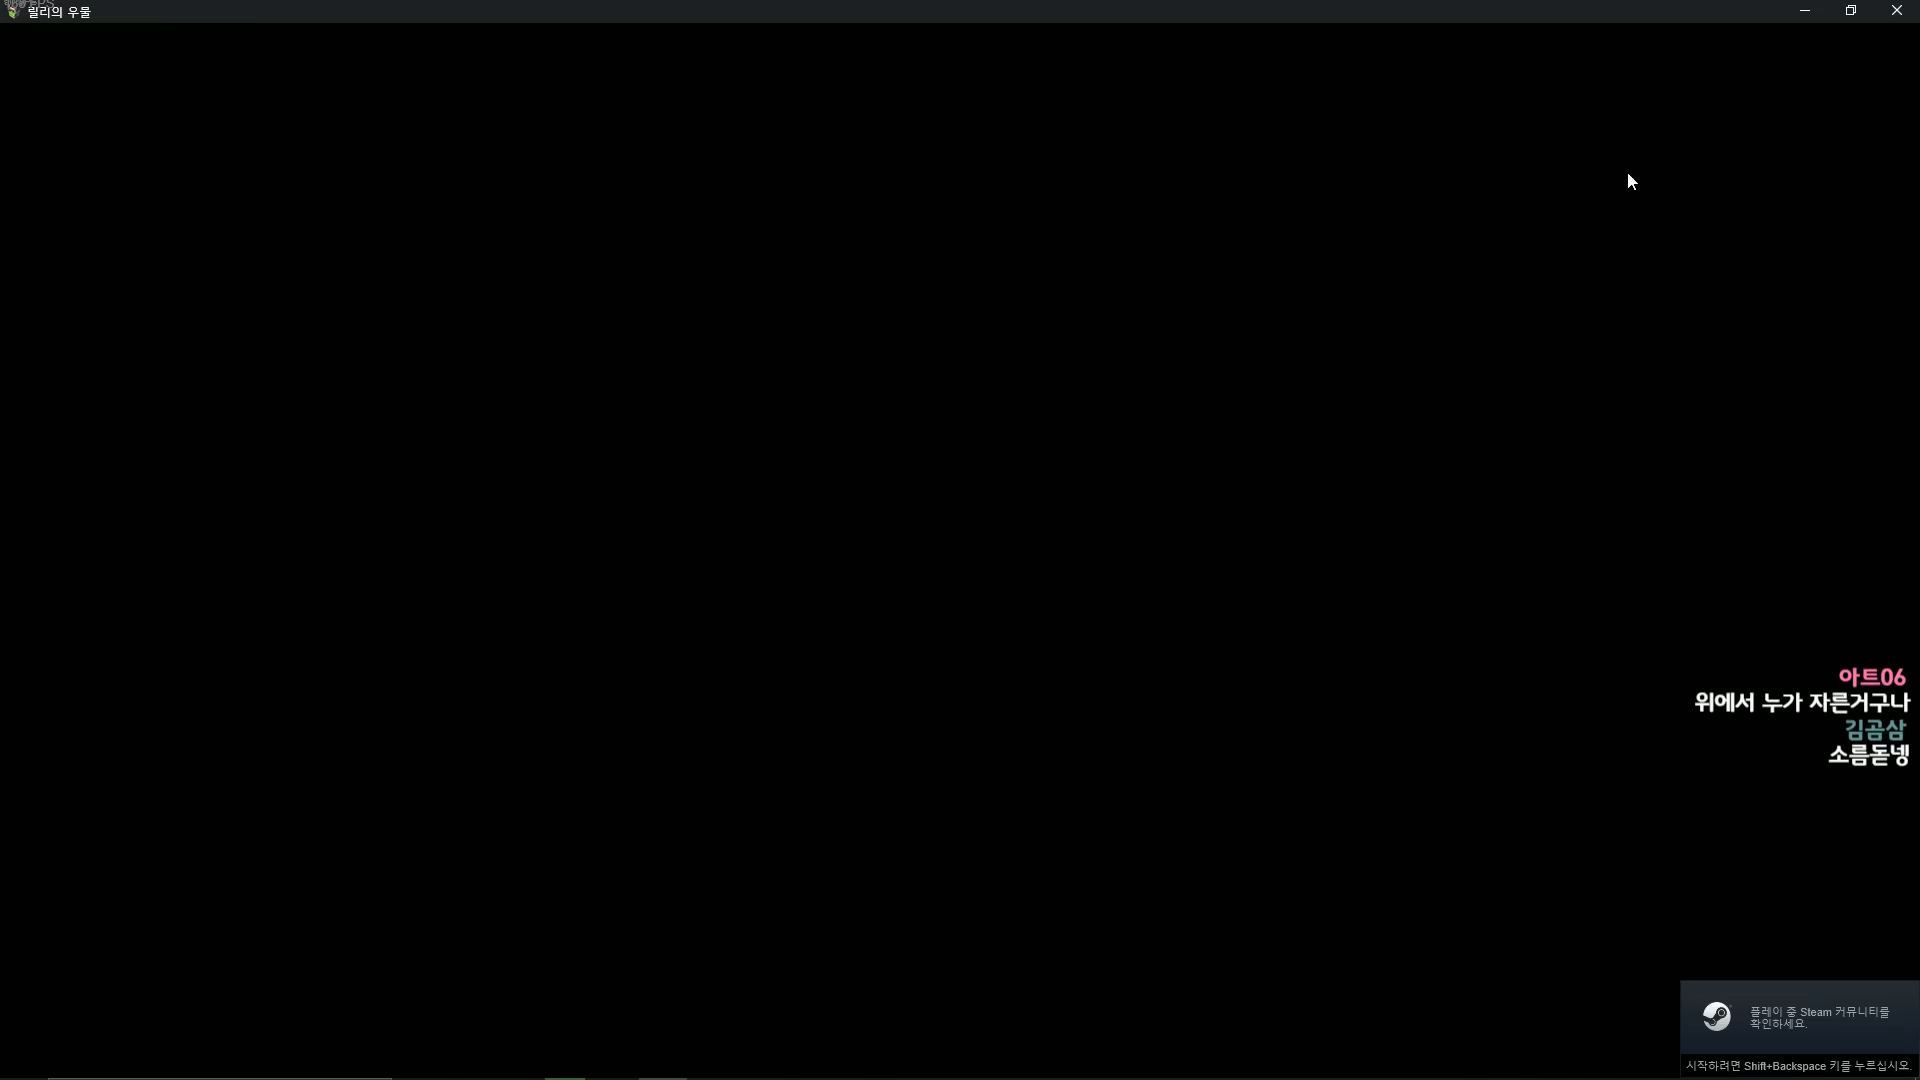 릴리의 우물
아트06
위에서 누가 자른거구나
김곰삼
소름돋넹
플레이 중 Steam 커뮤니티를
확인하세요.
시작하려면 Shift+Backspace 키를 누르십시오.